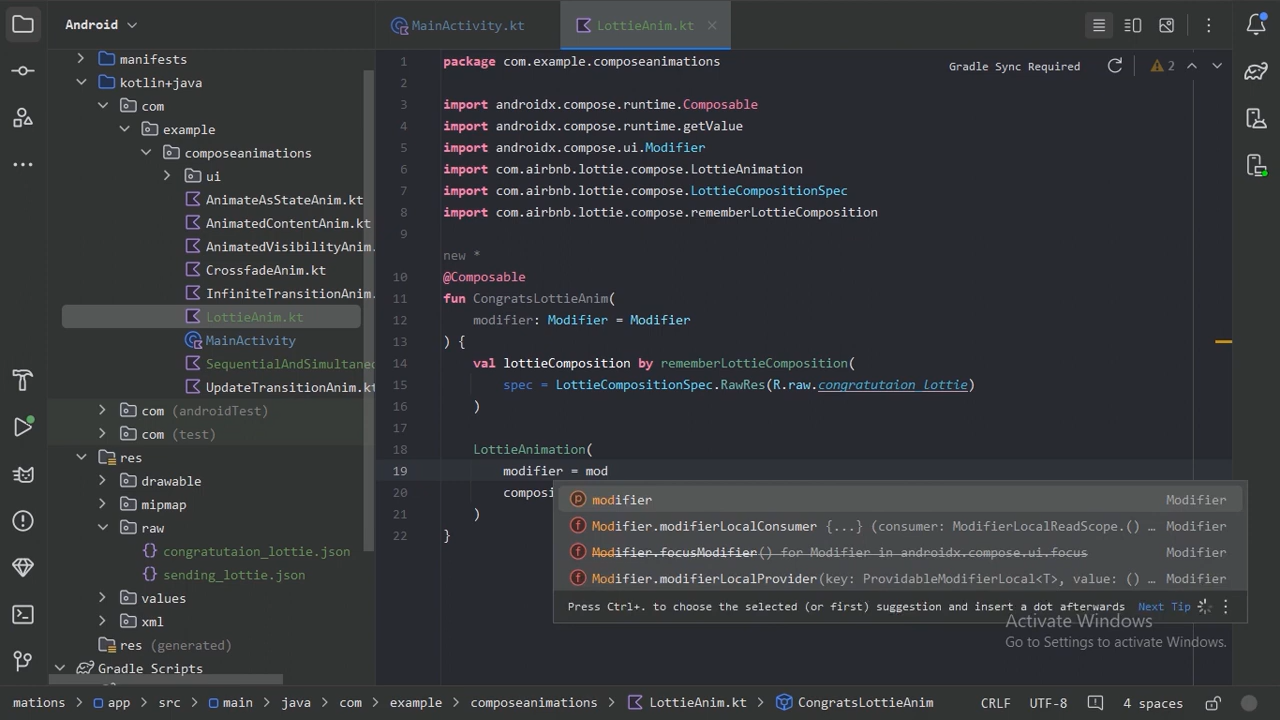 Android
MainActivity.kt
LottieAnim.kt
manifests
kotlin+java
com
example
composeanimations
ui
AnimateAsStateAnim.kt
AnimatedContentAnim.kt
AnimatedVisibilityAnim.
CrossfadeAnim.kt
InfiniteTransitionAnim.
LottieAnim.kt
MainActivity
SequentialAndSimultane
UpdateTransitionAnim.kt
com (androidTest)
com (test)
res
drawable
mipmap
raw
congratutaion_lottie.json
sending_lottie.json
values
xml
res (generated)
Gradle Scripts
Gradle Sync Required
2
1 package com.example.composeanimations
2
3 import androidx.compose.runtime.Composable
4 import androidx.compose.runtime.getValue
5 import androidx.compose.ui.Modifier
6 import com.airbnb.lottie.compose.LottieAnimation
7 import com.airbnb.lottie.compose.LottieCompositionSpec
8 import com.airbnb.lottie.compose.rememberLottieComposition
9
new *
10 @Composable
11 fun CongratsLottieAnim(
12 modifier: Modifier = Modifier
13 ) {
14 val lottieComposition by rememberLottieComposition(
15 spec = LottieCompositionSpec.RawRes(R.raw.congratutaion_lottie)
16 )
17
18 LottieAnimation(
19 modifier = mod
20 composi
21 )
22 }
modifier Modifier
Modifier.modifierLocalConsumer {...} (consumer: ModifierLocalReadScope.() … Modifier
Modifier.focusModifier() for Modifier in androidx.compose.ui.focus Modifier
Modifier.modifierLocalProvider(key: ProvidableModifierLocal<T>, value: () … Modifier
Press Ctrl+. to choose the selected (or first) suggestion and insert a dot afterwards Next Tip
Activate Windows
Go to Settings to activate Windows.
mations app src main java com example composeanimations LottieAnim.kt CongratsLottieAnim CRLF UTF-8 4 spaces